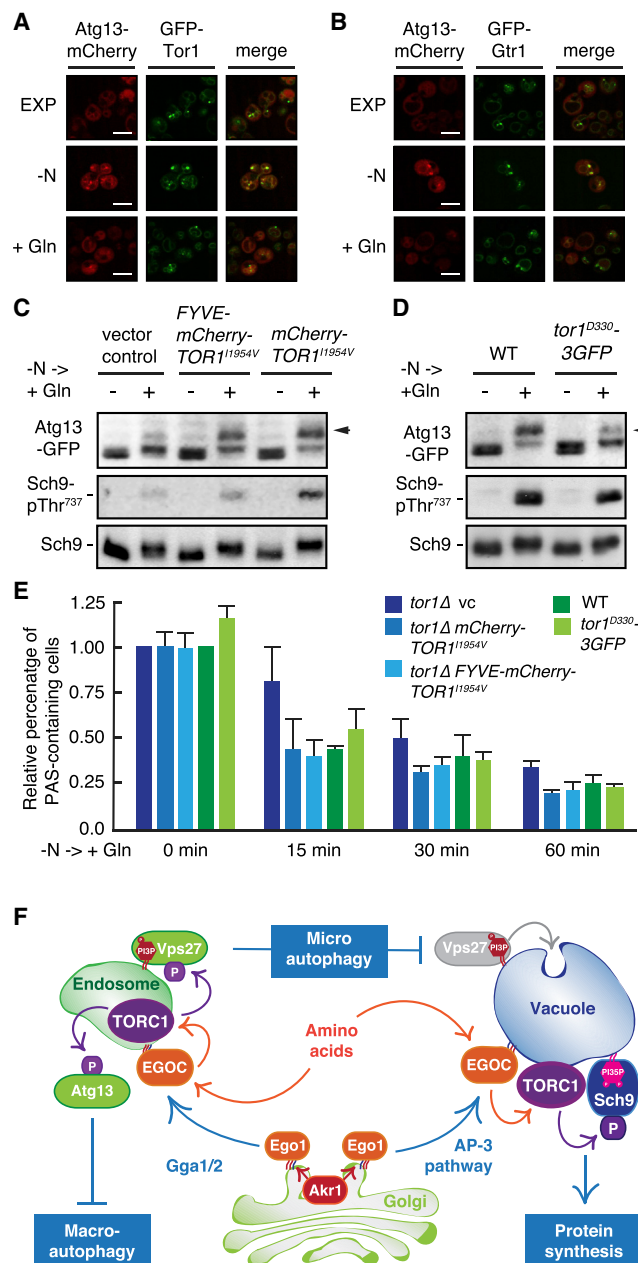 A
Atg13-
mCherry
GFP-
Tor1
merge
EXP
-N
+ Gln
B
Atg13-
mCherry
GFP-
Gtr1
merge
EXP
-N
+ Gln
C
vector
control
FYVE-
mCherry-
TOR1I1954V
mCherry-
TOR1I1954V
-N ->
+ Gln
- + - + - +
Atg13
-GFP
Sch9-
pThr737
Sch9
D
WT
tor1D330-
3GFP
-N ->
+Gln
- + - +
Atg13
-GFP
Sch9-
pThr737
Sch9
E
Relative percenatge of
PAS-containing cells
1.25
1.00
0.75
0.50
0.25
0.0
tor1Δ vc
tor1Δ mCherry-
TOR1I1954V
tor1Δ FYVE-mCherry-
TOR1I1954V
WT
tor1D330-
3GFP
-N -> + Gln
0 min
15 min
30 min
60 min
F
PI3P
Vps27
P
Endosome
TORC1
EGOC
P
Atg13
Macro-
autophagy
Micro
autophagy
Amino
acids
Gga1/2
Ego1
Ego1
Akr1
Golgi
AP-3
pathway
Vps27
PI3P
Vacuole
EGOC
TORC1
PI35P
Sch9
P
Protein
synthesis